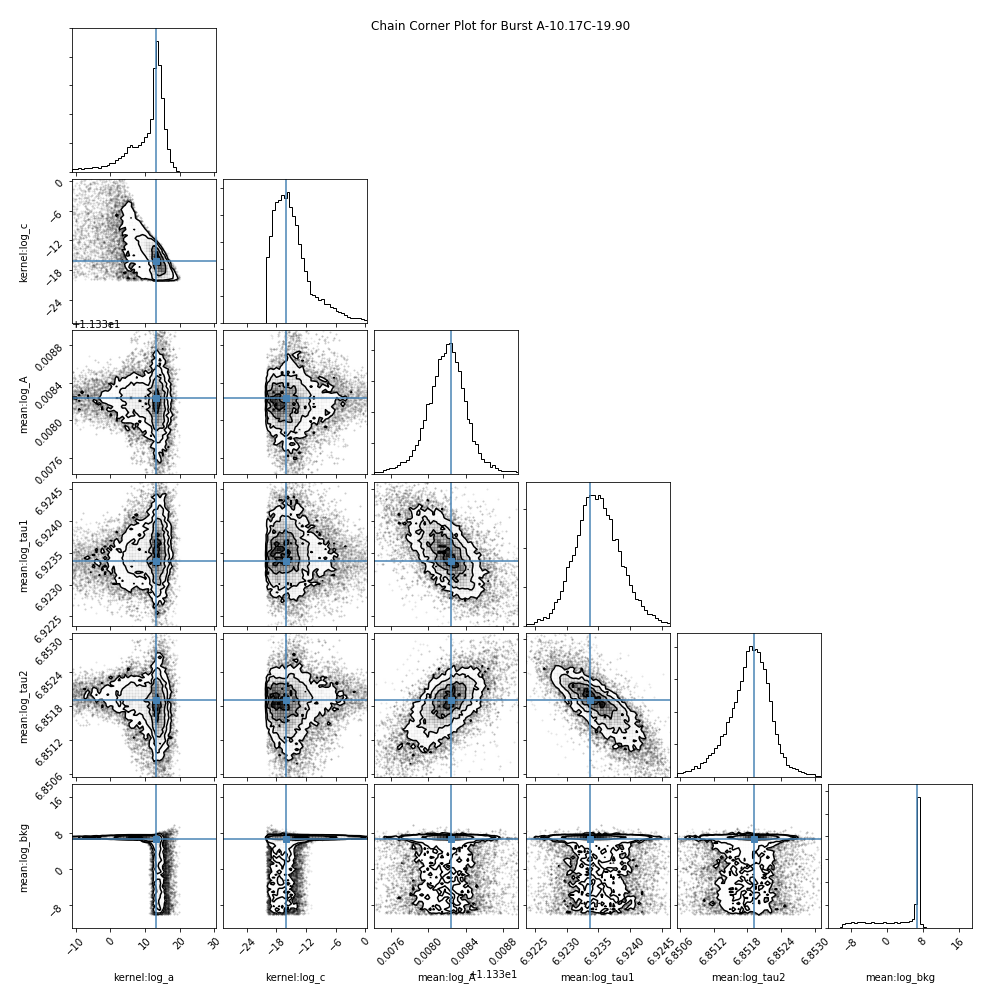 Chain Corner Plot for Burst A-10.17C-19.90
kernel:log_c
0
−6
−12
−18
−24
+1.133e1
mean:log_A
0.0088
0.0084
0.0080
0.0076
mean:log_tau1
6.9245
6.9240
6.9235
6.9230
6.9225
mean:log_tau2
6.8530
6.8524
6.8518
6.8512
6.8506
mean:log_bkg
16
8
0
−8
−10 0 10 20 30
−24 −18 −12 −6 0
0.0076 0.0080 0.0084 0.0088
6.9225 6.9230 6.9235 6.9240 6.9245
6.8506 6.8512 6.8518 6.8524 6.8530
−8 0 8 16
+1.133e1
kernel:log_a kernel:log_c mean:log_A mean:log_tau1 mean:log_tau2 mean:log_bkg